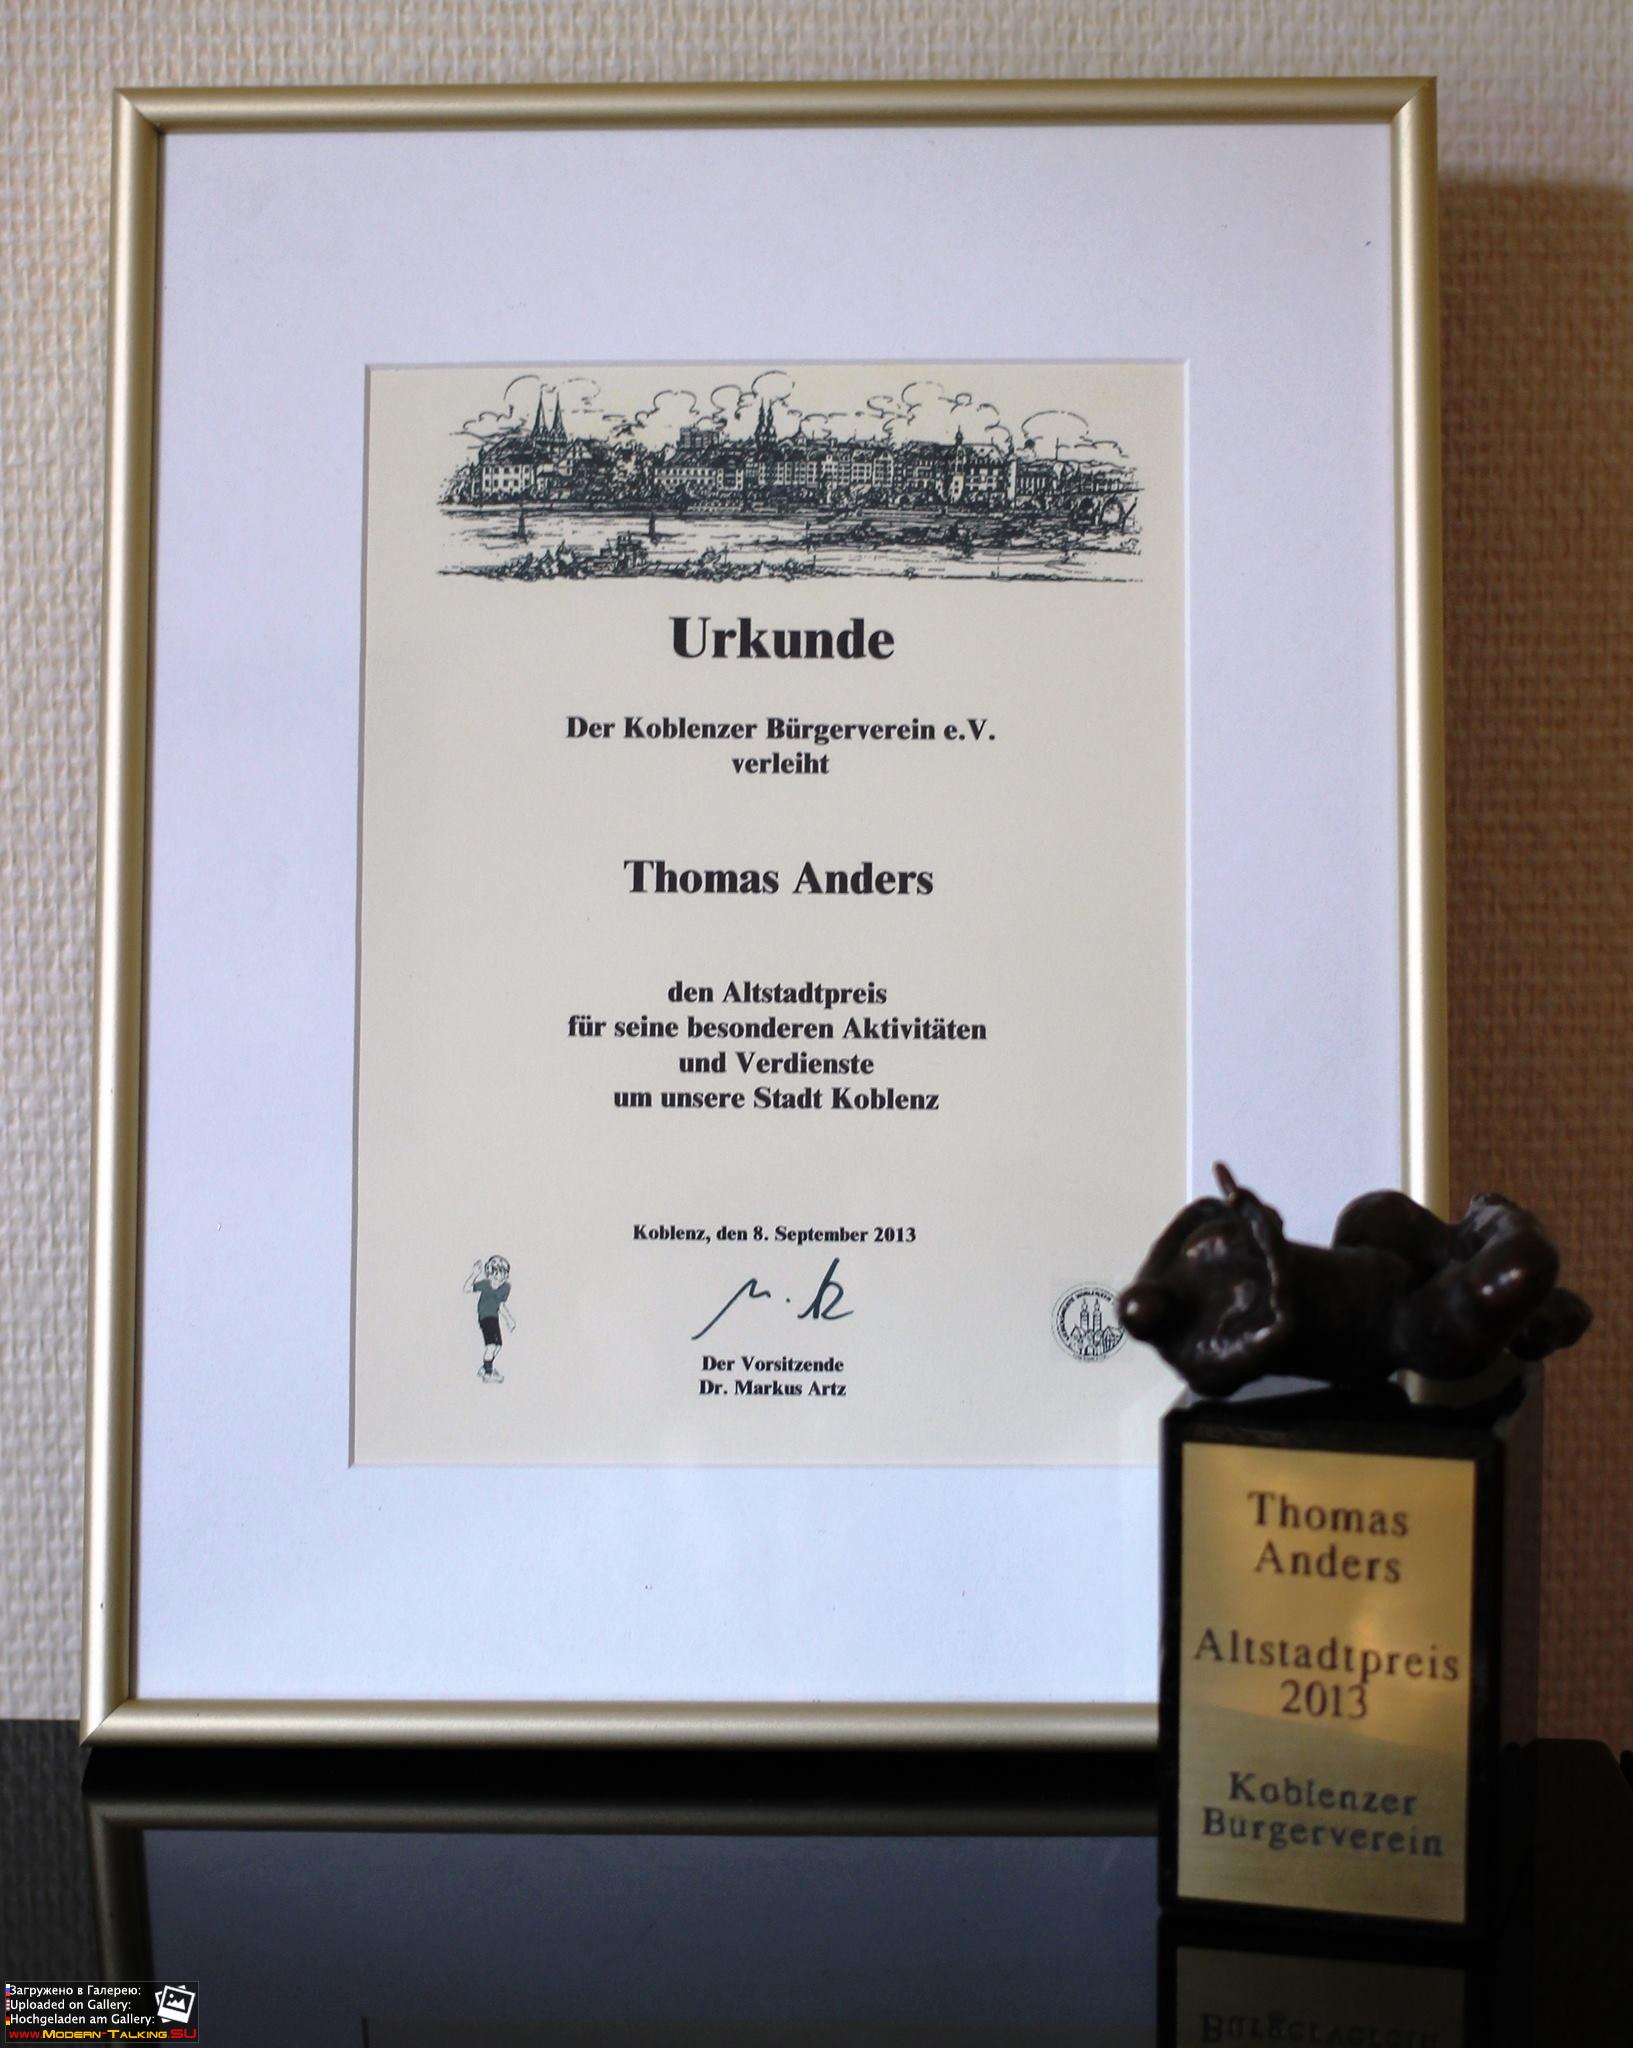 Urkunde
Der Koblenzer Bürgerverein e.V.
verleiht
Thomas Anders
den Altstadtpreis
für seine besonderen Aktivitäten
und Verdienste
um unsere Stadt Koblenz
Koblenz, den 8. September 2013
Der Vorsitzende
Dr. Markus Artz
Thomas
Anders
Altstadtpreis
2013
Koblenzer
Burgerverein
Загружено в Галерею:
Uploaded on Gallery:
Hochgeladen am Gallery:
www.Modern-Talking.SU